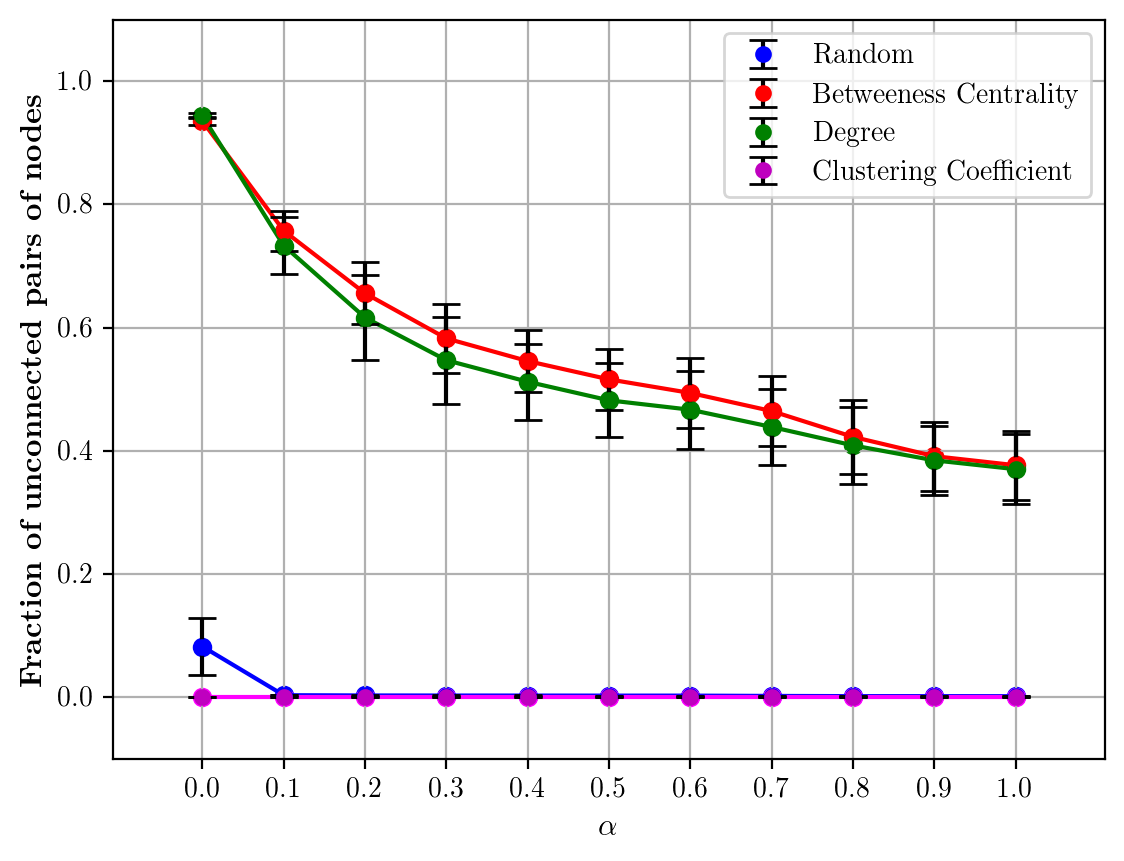 Random
Betweeness Centrality
Degree
Clustering Coefficient
Fraction of unconnected pairs of nodes
1.0
0.8
0.6
0.4
0.2
0.0
0.0 0.1 0.2 0.3 0.4 0.5 0.6 0.7 0.8 0.9 1.0
α